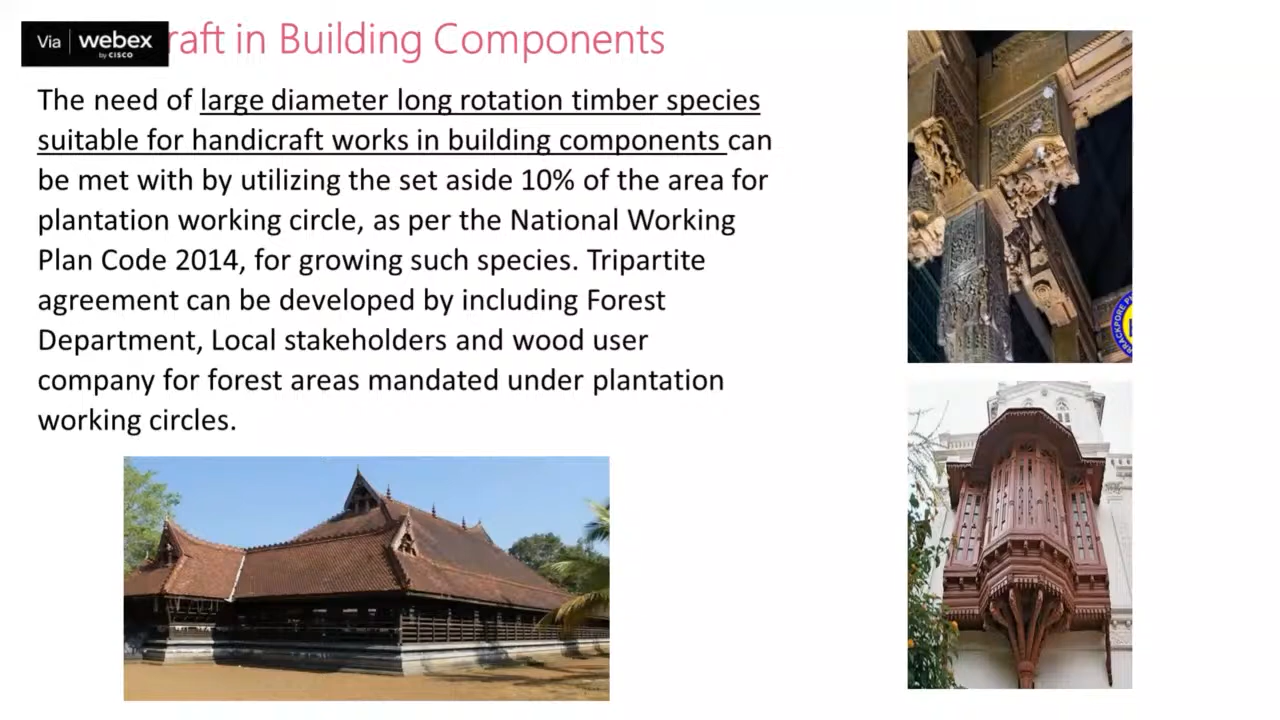 Via webex
by CISCO
raft in Building Components
The need of large diameter long rotation timber species
suitable for handicraft works in building components can
be met with by utilizing the set aside 10% of the area for
plantation working circle, as per the National Working
Plan Code 2014, for growing such species. Tripartite
agreement can be developed by including Forest
Department, Local stakeholders and wood user
company for forest areas mandated under plantation
working circles.